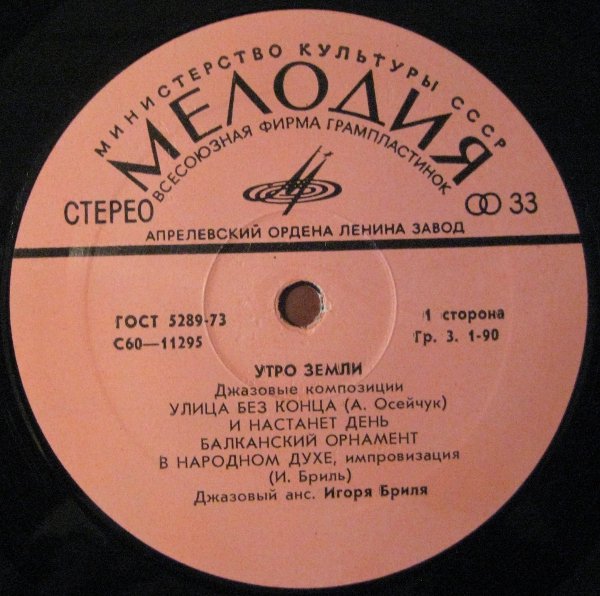 МИНИСТЕРСТВО КУЛЬТУРЫ СССР
МЕЛОДИЯ
ВСЕСОЮЗНАЯ ФИРМА ГРАМПЛАСТИНОК
СТЕРЕО
33
АПРЕЛЕВСКИЙ ОРДЕНА ЛЕНИНА ЗАВОД
ГОСТ 5289-73
1 сторона
С60—11295
Гр. 3. 1-90
УТРО ЗЕМЛИ
Джазовые композиции
УЛИЦА БЕЗ КОНЦА (А. Осейчук)
И НАСТАНЕТ ДЕНЬ
БАЛКАНСКИЙ ОРНАМЕНТ
В НАРОДНОМ ДУХЕ, импровизация
(И. Бриль)
Джазовый анс. Игоря Бриля